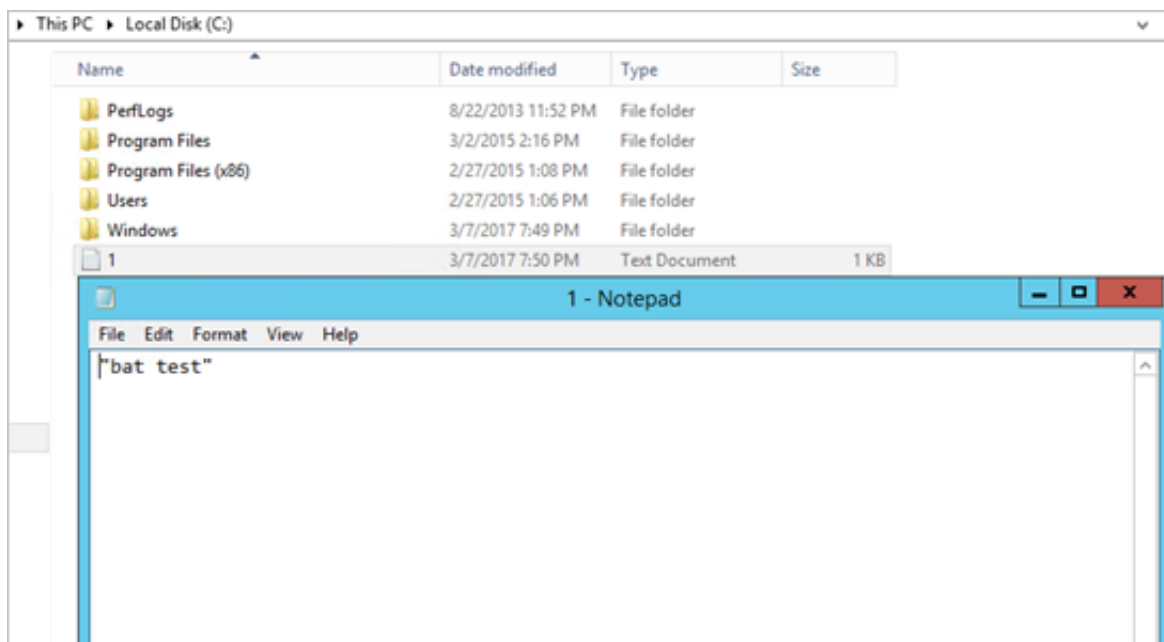 This PC Local Disk (C:)
Name Date modified Type Size
PerfLogs 8/22/2013 11:52 PM File folder
Program Files 3/2/2015 2:16 PM File folder
Program Files (x86) 2/27/2015 1:08 PM File folder
Users 2/27/2015 1:06 PM File folder
Windows 3/7/2017 7:49 PM File folder
1 3/7/2017 7:50 PM Text Document 1 KB
1 - Notepad
File Edit Format View Help
"bat test"